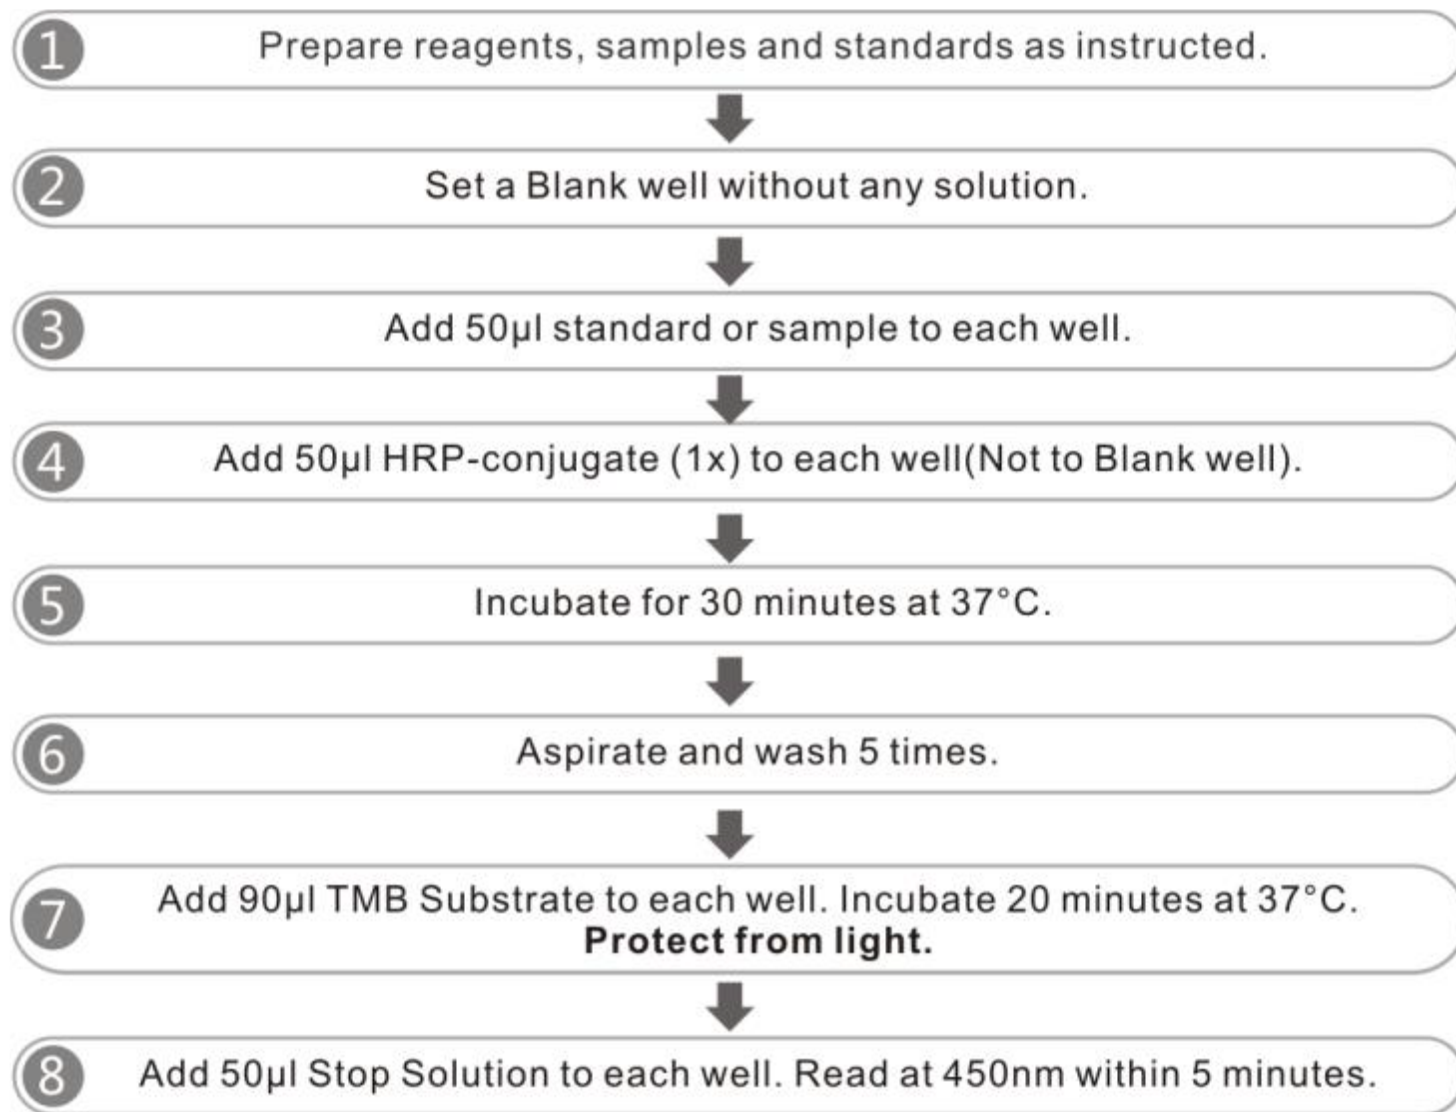 1 Prepare reagents, samples and standards as instructed.
2 Set a Blank well without any solution.
3 Add 50µl standard or sample to each well.
4 Add 50µl HRP-conjugate (1x) to each well(Not to Blank well).
5 Incubate for 30 minutes at 37°C.
6 Aspirate and wash 5 times.
7 Add 90µl TMB Substrate to each well. Incubate 20 minutes at 37°C.
Protect from light.
8 Add 50µl Stop Solution to each well. Read at 450nm within 5 minutes.